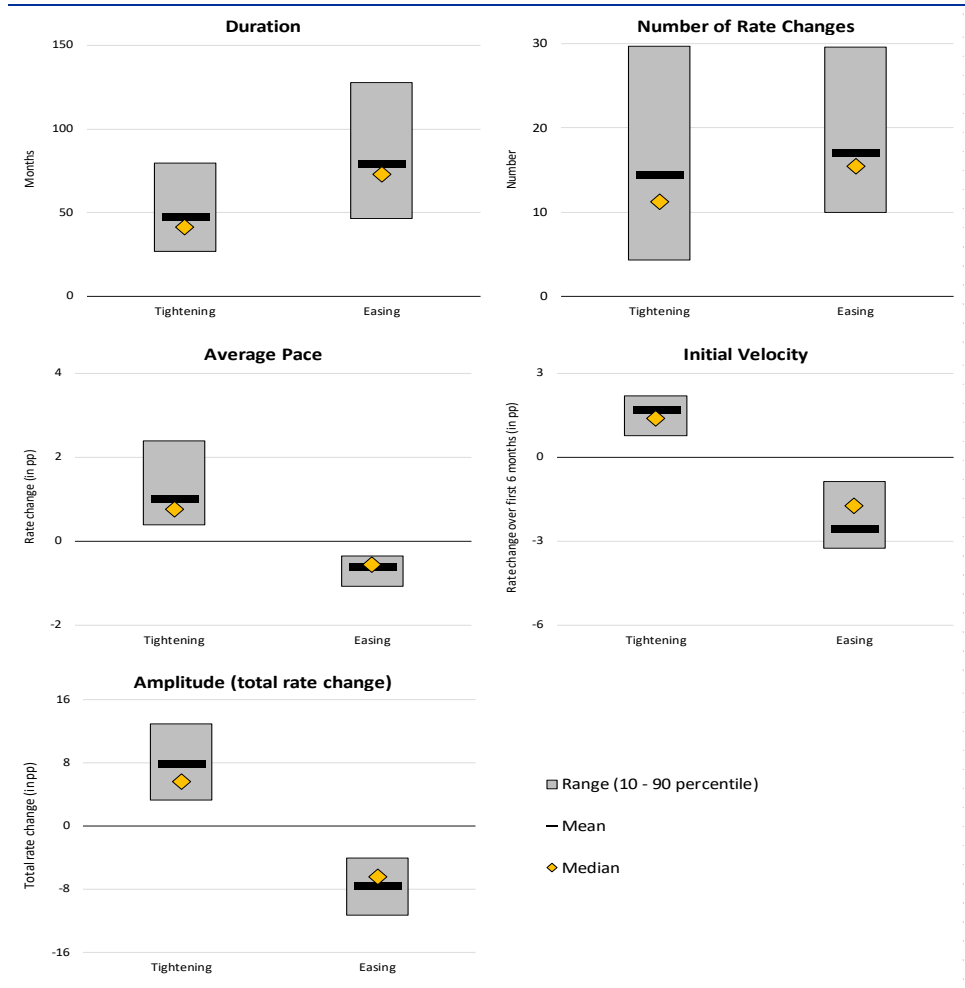 Duration
150
100
50
0
Months
Tightening
Easing
Number of Rate Changes
30
20
10
0
Number
Tightening
Easing
Average Pace
4
2
0
-2
Rate change (in pp)
Tightening
Easing
Initial Velocity
3
0
-3
-6
Rate change over first 6 months (in pp)
Tightening
Easing
Amplitude (total rate change)
16
8
0
-8
-16
Total rate change (in pp)
Tightening
Easing
Range (10 - 90 percentile)
Mean
Median